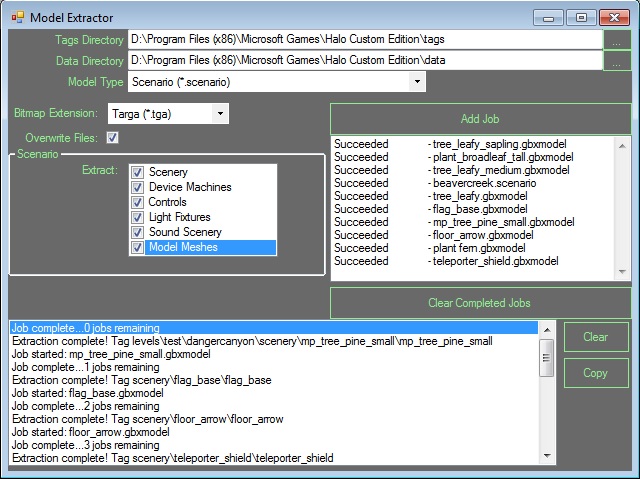 Model Extractor
Tags Directory D:\Program Files (x86)\Microsoft Games\Halo Custom Edition\tags ...
Data Directory D:\Program Files (x86)\Microsoft Games\Halo Custom Edition\data ...
Model Type Scenario (*.scenario)
Bitmap Extension: Targa (*.tga)
Overwrite Files:
Scenario
Extract:
Scenery
Device Machines
Controls
Light Fixtures
Sound Scenery
Model Meshes
Add Job
Succeeded - tree_leafy_sapling.gbxmodel
Succeeded - plant_broadleaf_tall.gbxmodel
Succeeded - tree_leafy_medium.gbxmodel
Succeeded - beavercreek.scenario
Succeeded - tree_leafy.gbxmodel
Succeeded - flag_base.gbxmodel
Succeeded - mp_tree_pine_small.gbxmodel
Succeeded - floor_arrow.gbxmodel
Succeeded - plant fern.gbxmodel
Succeeded - teleporter_shield.gbxmodel
Clear Completed Jobs
Job complete...0 jobs remaining
Extraction complete! Tag levels\test\dangercanyon\scenery\mp_tree_pine_small\mp_tree_pine_small
Job started: mp_tree_pine_small.gbxmodel
Job complete...1 jobs remaining
Extraction complete! Tag scenery\flag_base\flag_base
Job started: flag_base.gbxmodel
Job complete...2 jobs remaining
Extraction complete! Tag scenery\floor_arrow\floor_arrow
Job started: floor_arrow.gbxmodel
Job complete...3 jobs remaining
Extraction complete! Tag scenery\teleporter_shield\teleporter_shield
Clear
Copy